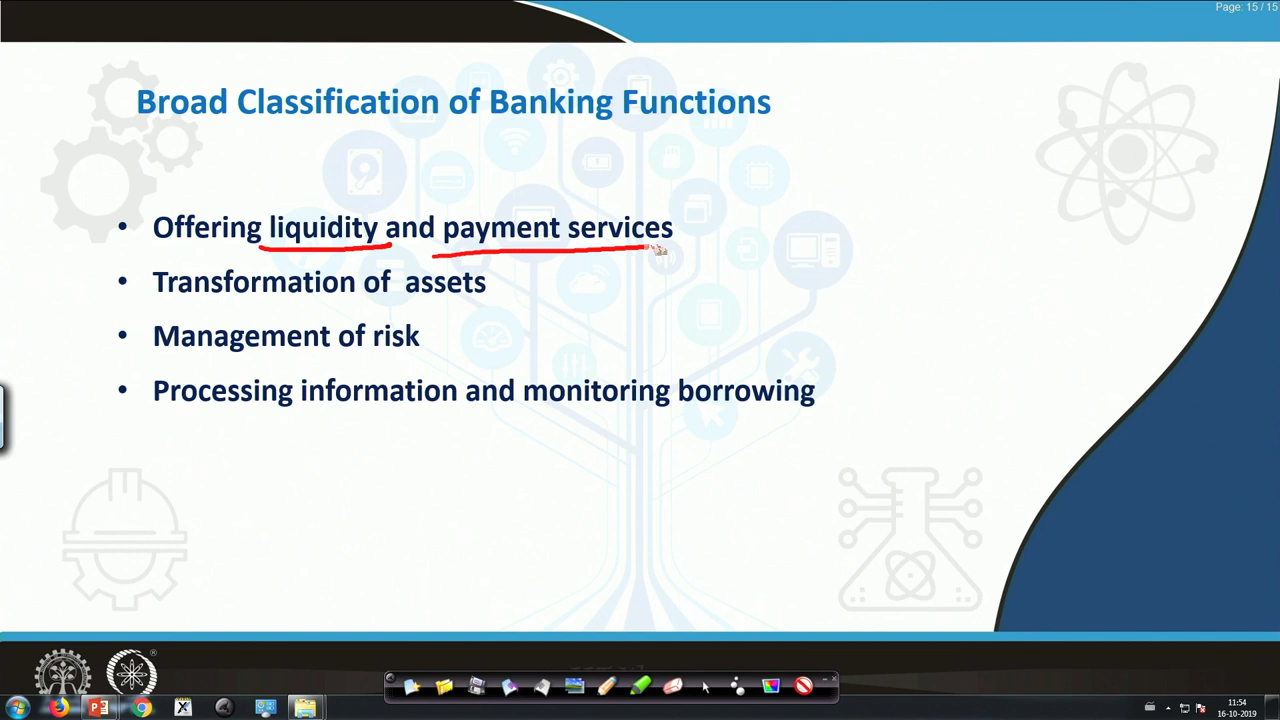 Page: 15 / 15
Broad Classification of Banking Functions
• Offering liquidity and payment services
• Transformation of assets
• Management of risk
• Processing information and monitoring borrowing
11:54
16-10-2019